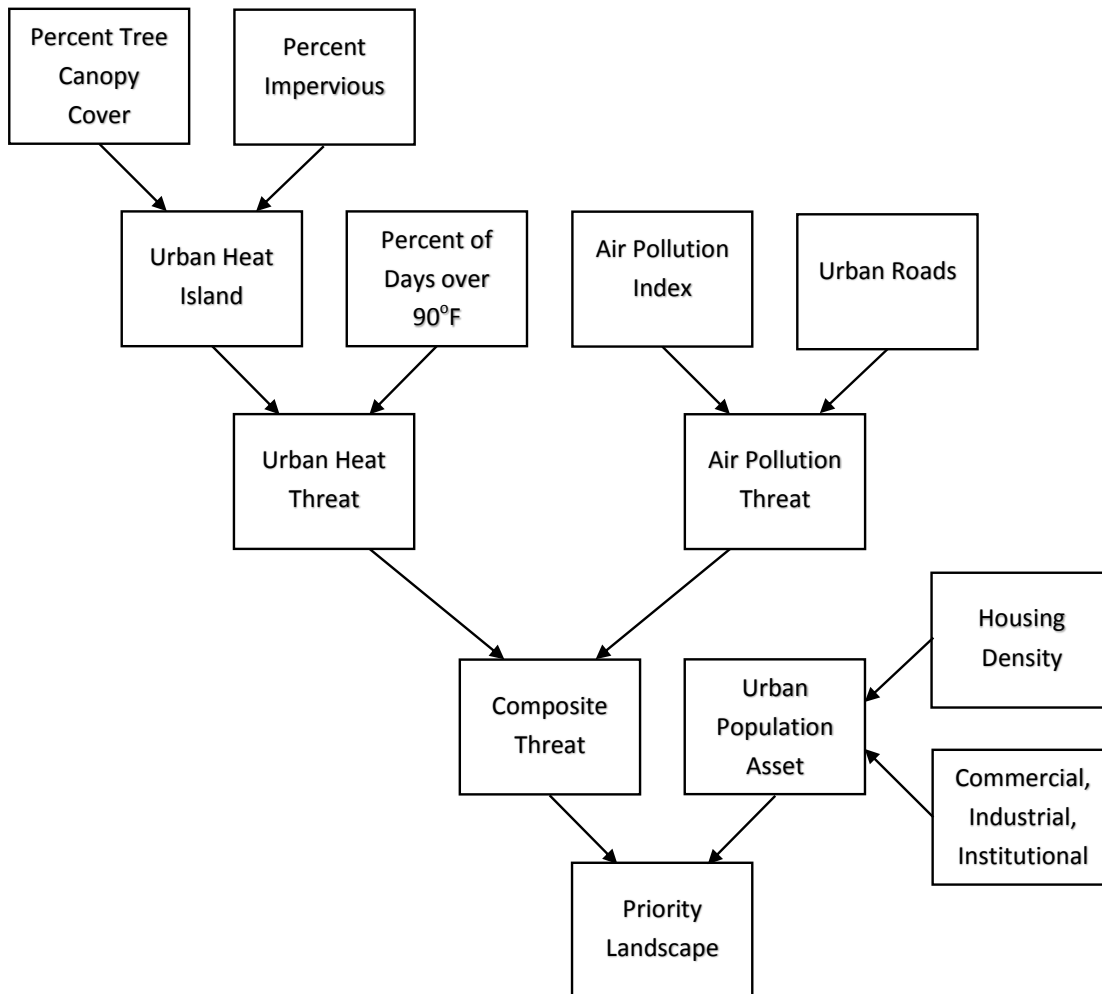 Percent Tree
Canopy
Cover
Percent
Impervious
Urban Heat
Island
Percent of
Days over
90°F
Air Pollution
Index
Urban Roads
Urban Heat
Threat
Air Pollution
Threat
Housing
Density
Composite
Threat
Urban
Population
Asset
Commercial,
Industrial,
Institutional
Priority
Landscape